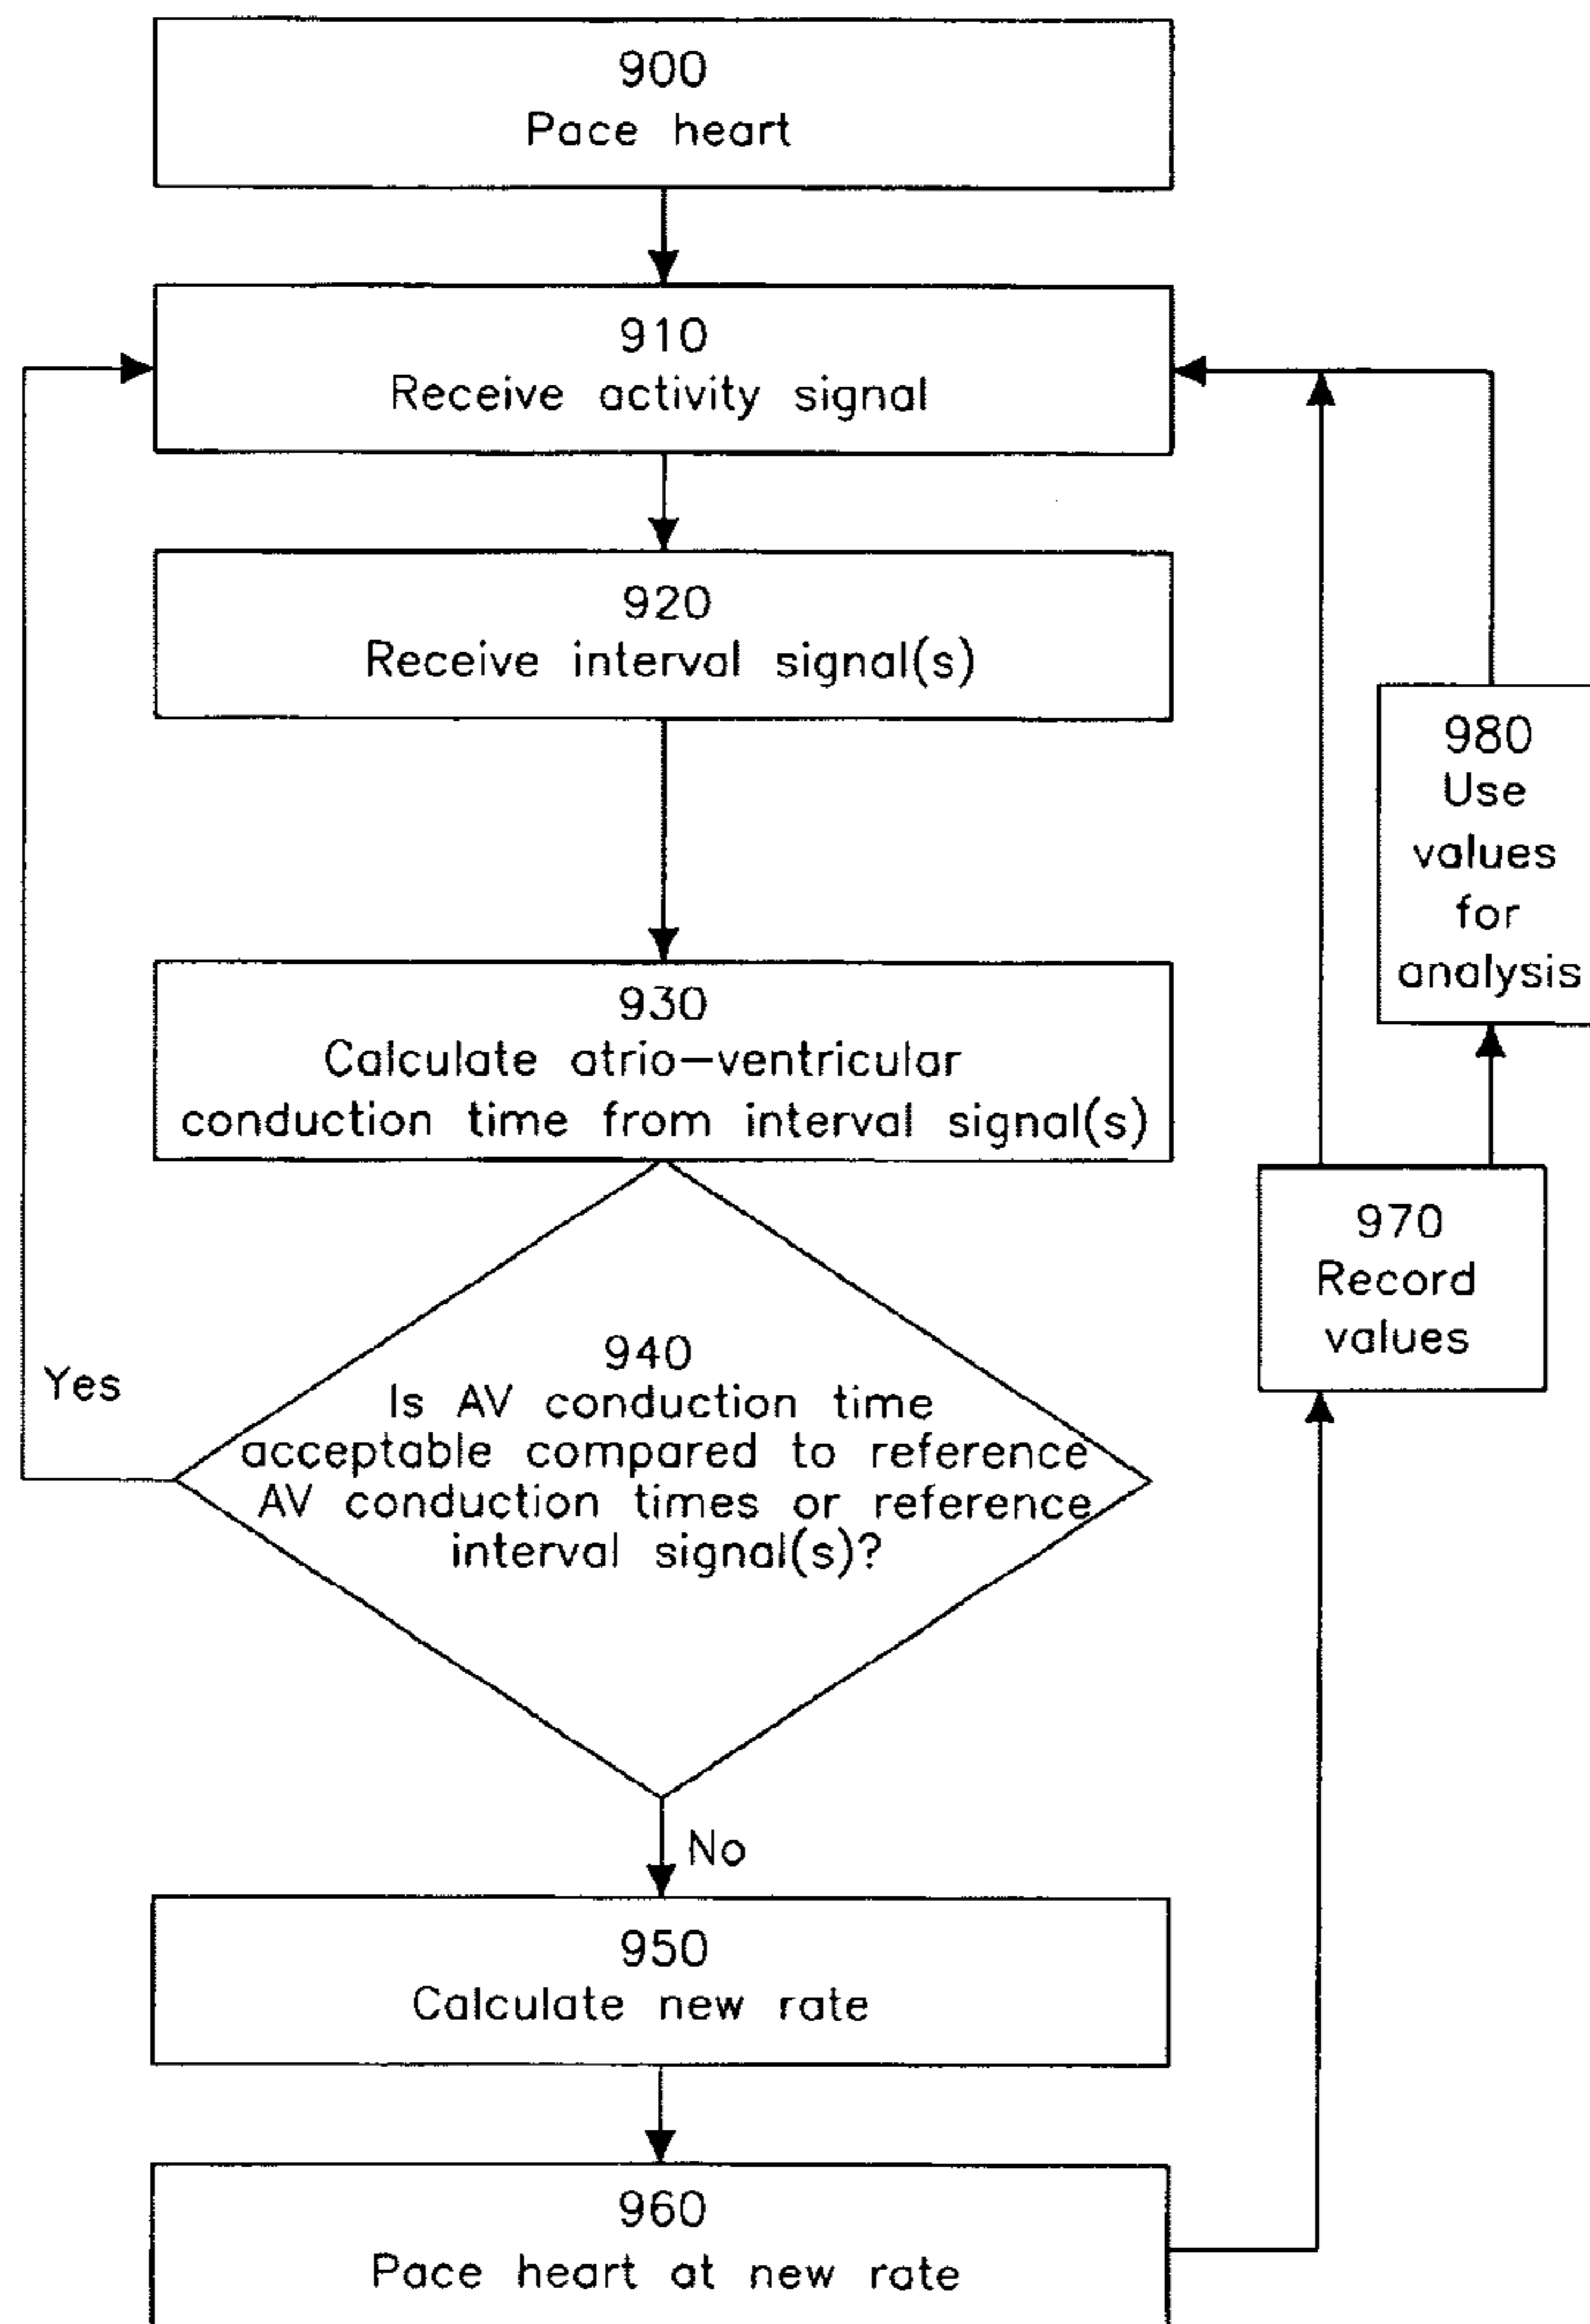 900
Pace heart
910
Receive activity signal
920
Receive interval signal(s)
930
Calculate atrio-ventricular
conduction time from interval signal(s)
940
Is AV conduction time
acceptable compared to reference
AV conduction times or reference
interval signal(s)?
Yes
No
950
Calculate new rate
960
Pace heart at new rate
970
Record
values
980
Use
values
for
analysis